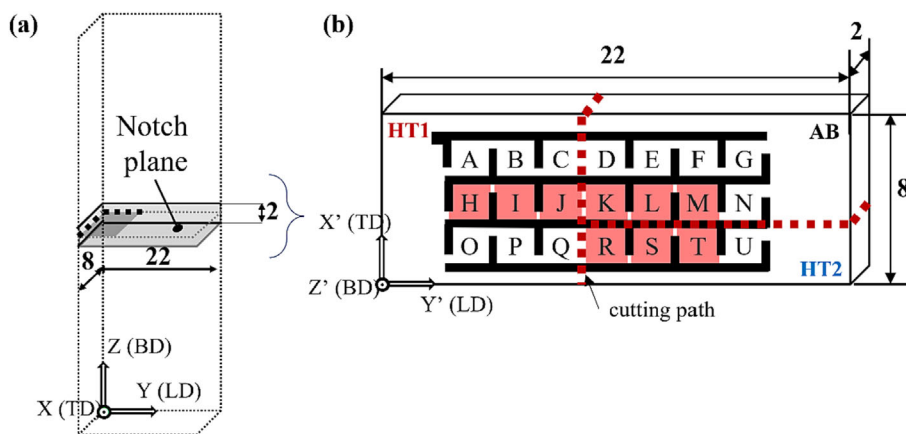 (a)
Notch
plane
2
8
22
Z (BD)
Y (LD)
X (TD)
(b)
22
2
HT1
AB
A B C D E F G
H I J K L M N
O P Q R S T U
8
X' (TD)
Z' (BD)
Y' (LD)
HT2
cutting path